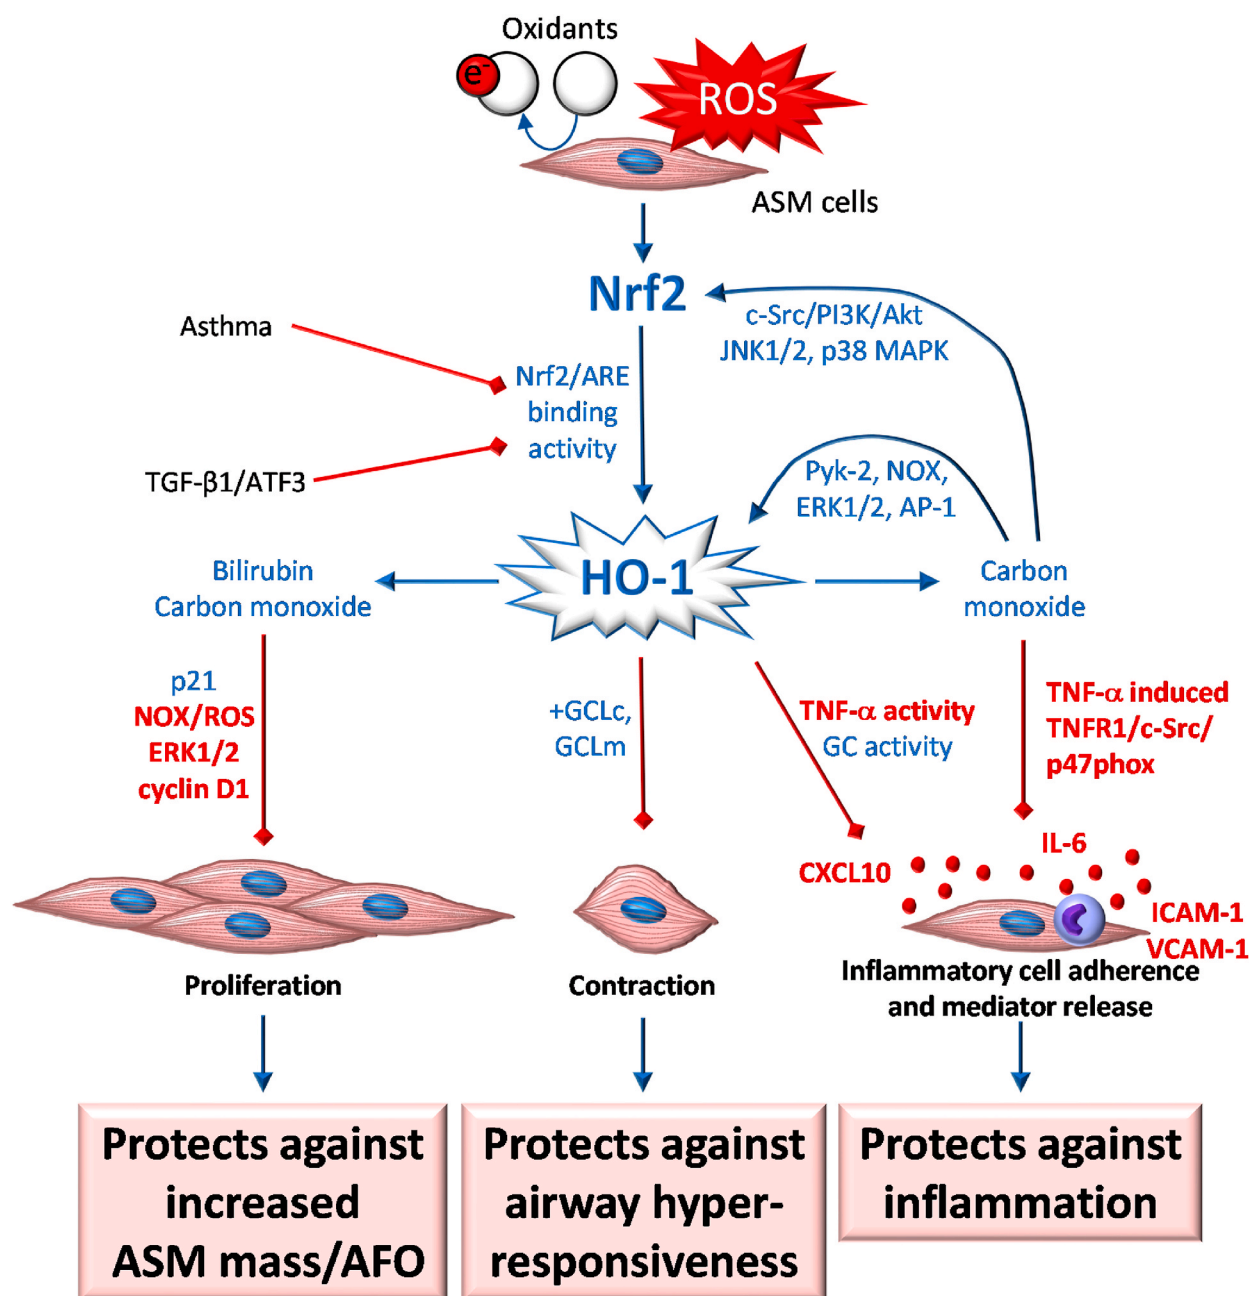 Oxidants
e-
ROS
ASM cells
Nrf2
c-Src/PI3K/Akt
JNK1/2, p38 MAPK
Asthma
Nrf2/ARE
binding
activity
TGF-β1/ATF3
Pyk-2, NOX,
ERK1/2, AP-1
Bilirubin
Carbon monoxide
HO-1
Carbon
monoxide
p21
NOX/ROS
ERK1/2
cyclin D1
+GCLc,
GCLm
TNF-α activity
GC activity
TNF-α induced
TNFR1/c-Src/
p47phox
CXCL10
IL-6
ICAM-1
VCAM-1
Proliferation
Contraction
Inflammatory cell adherence
and mediator release
Protects against
increased
ASM mass/AFO
Protects against
airway hyper-
responsiveness
Protects against
inflammation